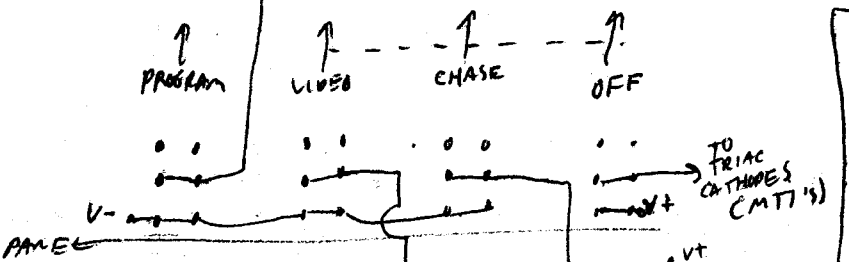 PROGRAM VIDEO CHASE OFF
TO
TRIAC
CATHODES
(MT1's)
V- V+
PANEL
V+